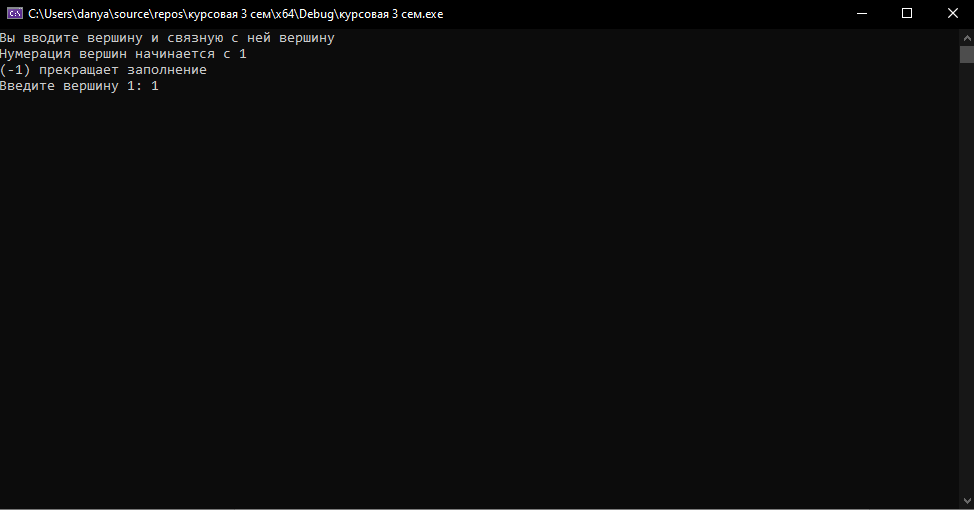 C:\Users\danya\source\repos\курсовая 3 сем\x64\Debug\курсовая 3 сем.exe
Вы вводите вершину и связную с ней вершину
Нумерация вершин начинается с 1
(-1) прекращает заполнение
Введите вершину 1: 1